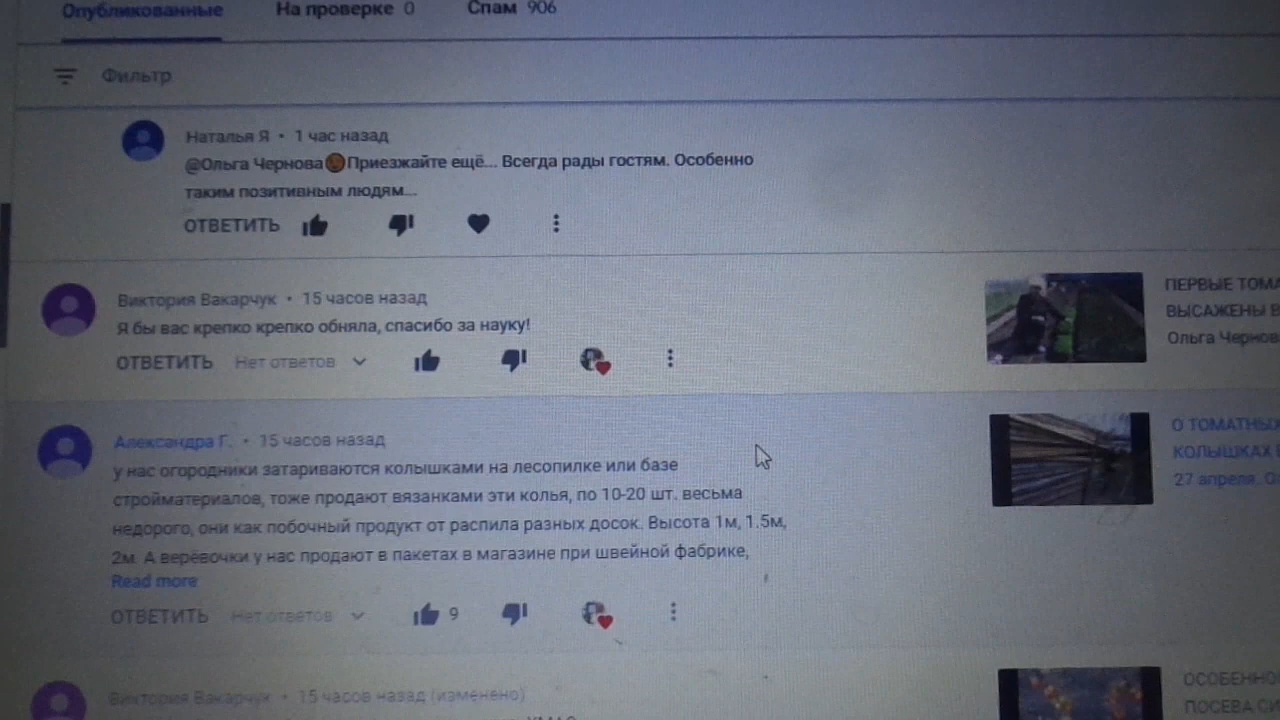 Опубликованные На проверке 0 Спам 906
Фильтр
Наталья Я • 1 час назад
@Ольга Чернова Приезжайте ещё... Всегда рады гостям. Особенно
таким позитивным людям...
ОТВЕТИТЬ
Виктория Вакарчук • 15 часов назад
Я бы вас крепко крепко обняла, спасибо за науку!
ОТВЕТИТЬ Нет ответов
ПЕРВЫЕ ТОМА
ВЫСАЖЕНЫ В
Ольга Чернов
Александра Г. • 15 часов назад
у нас огородники затариваются колышками на лесопилке или базе
стройматериалов, тоже продают вязанками эти колья, по 10-20 шт. весьма
недорого, они как побочный продукт от распила разных досок. Высота 1м, 1.5м,
2м. А верёвочки у нас продают в пакетах в магазине при швейной фабрике,
Read more
ОТВЕТИТЬ Нет ответов 9
О ТОМАТНЫХ
КОЛЫШКАХ
27 апреля. О
Виктория Вакарчук • 15 часов назад (изменено)
ОСОБЕННО
ПОСЕВА СИ